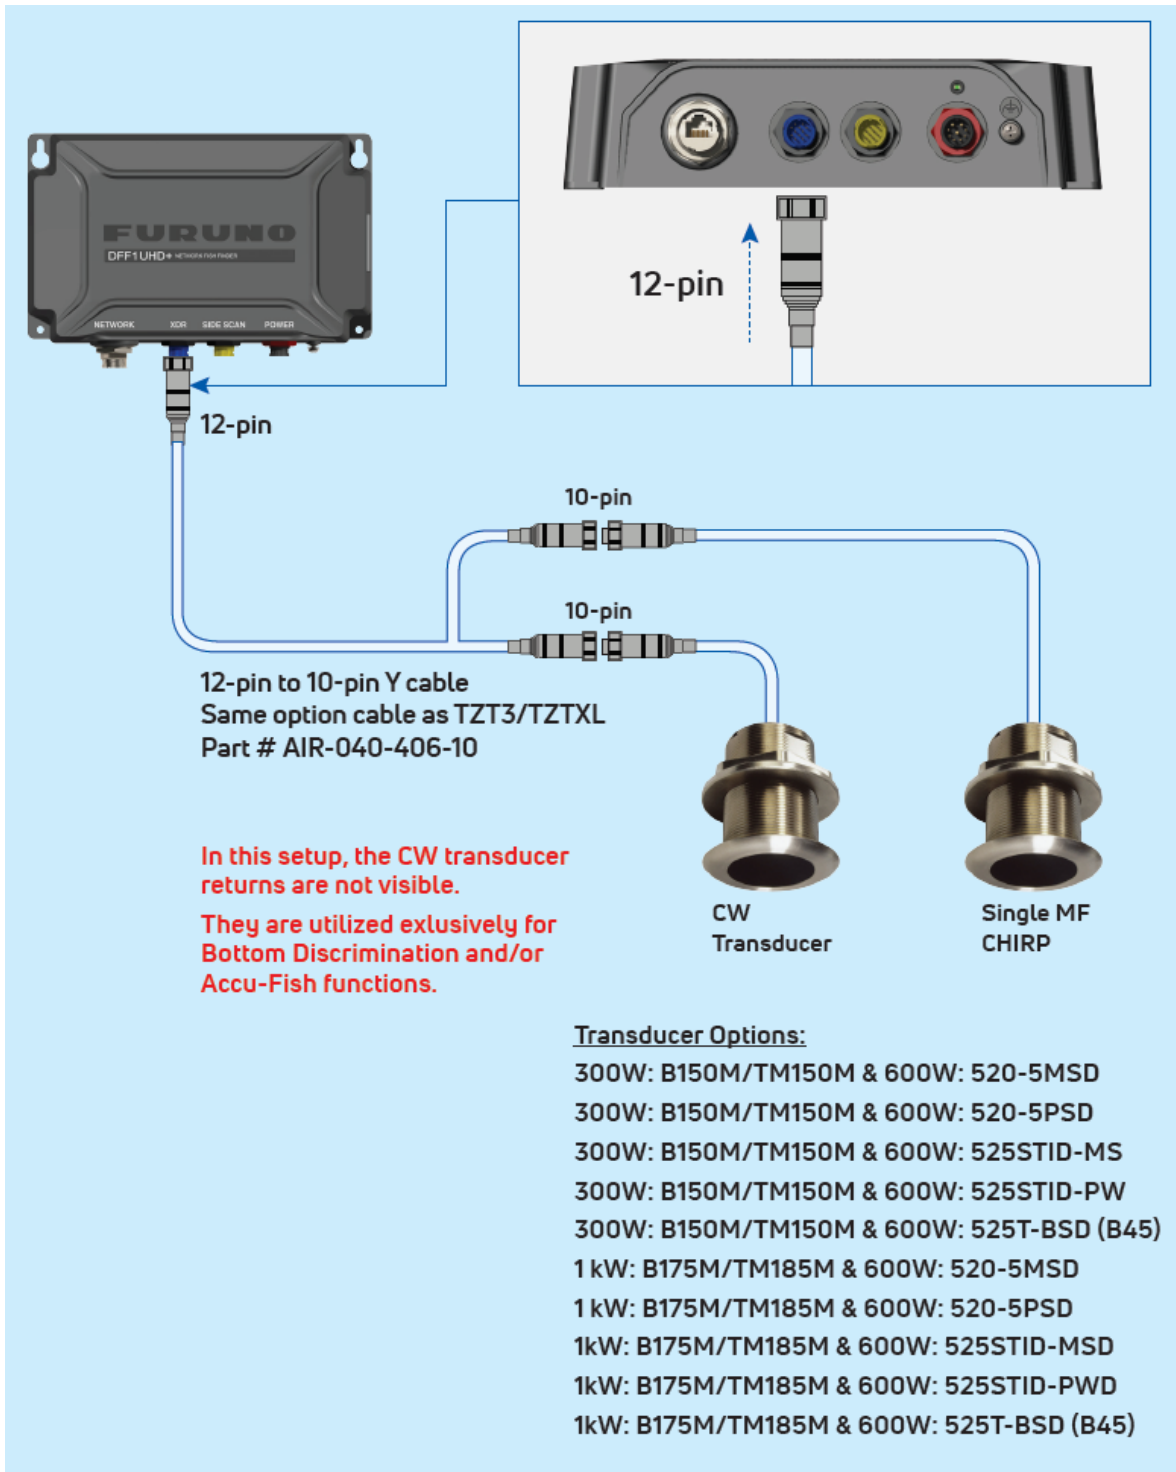 FURUNO
DFF1UHD+ NETWORK FISH FINDER
NETWORK XDR SIDE SCAN POWER
12-pin
12-pin
10-pin
10-pin
12-pin to 10-pin Y cable
Same option cable as TZT3/TZTXL
Part # AIR-040-406-10
In this setup, the CW transducer
returns are not visible.
They are utilized exlusively for
Bottom Discrimination and/or
Accu-Fish functions.
CW
Transducer
Single MF
CHIRP
Transducer Options:
300W: B150M/TM150M & 600W: 520-5MSD
300W: B150M/TM150M & 600W: 520-5PSD
300W: B150M/TM150M & 600W: 525STID-MS
300W: B150M/TM150M & 600W: 525STID-PW
300W: B150M/TM150M & 600W: 525T-BSD (B45)
1 kW: B175M/TM185M & 600W: 520-5MSD
1 kW: B175M/TM185M & 600W: 520-5PSD
1kW: B175M/TM185M & 600W: 525STID-MSD
1kW: B175M/TM185M & 600W: 525STID-PWD
1kW: B175M/TM185M & 600W: 525T-BSD (B45)